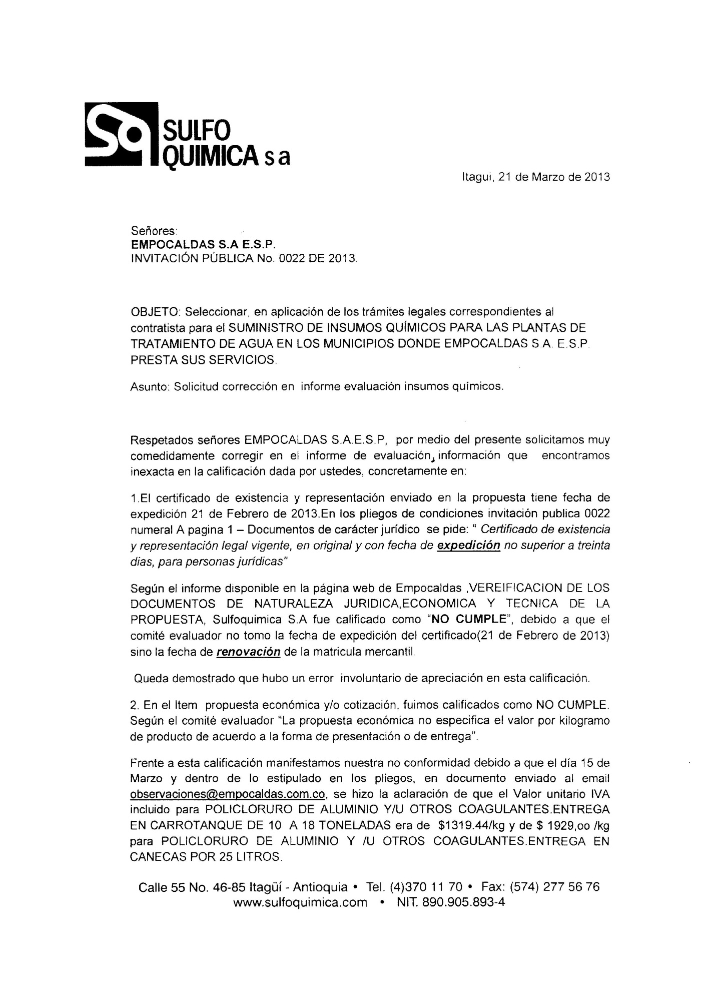 Sq SULFO
QUIMICA s a
Itagui, 21 de Marzo de 2013
Señores:
EMPOCALDAS S.A E.S.P.
INVITACIÓN PÚBLICA No. 0022 DE 2013.
OBJETO: Seleccionar, en aplicación de los trámites legales correspondientes al
contratista para el SUMINISTRO DE INSUMOS QUÍMICOS PARA LAS PLANTAS DE
TRATAMIENTO DE AGUA EN LOS MUNICIPIOS DONDE EMPOCALDAS S.A. E.S.P.
PRESTA SUS SERVICIOS.
Asunto: Solicitud corrección en informe evaluación insumos químicos.
Respetados señores EMPOCALDAS S.A.E.S.P, por medio del presente solicitamos muy
comedidamente corregir en el informe de evaluación, información que encontramos
inexacta en la calificación dada por ustedes, concretamente en:
1.El certificado de existencia y representación enviado en la propuesta tiene fecha de
expedición 21 de Febrero de 2013.En los pliegos de condiciones invitación publica 0022
numeral A pagina 1 – Documentos de carácter jurídico se pide: " Certificado de existencia
y representación legal vigente, en original y con fecha de expedición no superior a treinta
dias, para personas jurídicas"
Según el informe disponible en la página web de Empocaldas ,VEREIFICACION DE LOS
DOCUMENTOS DE NATURALEZA JURIDICA,ECONOMICA Y TECNICA DE LA
PROPUESTA, Sulfoquimica S.A fue calificado como "NO CUMPLE", debido a que el
comité evaluador no tomo la fecha de expedición del certificado(21 de Febrero de 2013)
sino la fecha de renovación de la matricula mercantil.
Queda demostrado que hubo un error involuntario de apreciación en esta calificación.
2. En el Item propuesta económica y/o cotización, fuimos calificados como NO CUMPLE.
Según el comité evaluador "La propuesta económica no especifica el valor por kilogramo
de producto de acuerdo a la forma de presentación o de entrega".
Frente a esta calificación manifestamos nuestra no conformidad debido a que el día 15 de
Marzo y dentro de lo estipulado en los pliegos, en documento enviado al email
observaciones@empocaldas.com.co, se hizo la aclaración de que el Valor unitario IVA
incluido para POLICLORURO DE ALUMINIO Y/U OTROS COAGULANTES.ENTREGA
EN CARROTANQUE DE 10 A 18 TONELADAS era de $1319.44/kg y de $ 1929,oo /kg
para POLICLORURO DE ALUMINIO Y /U OTROS COAGULANTES.ENTREGA EN
CANECAS POR 25 LITROS.
Calle 55 No. 46-85 Itagüí - Antioquia • Tel. (4)370 11 70 • Fax: (574) 277 56 76
www.sulfoquimica.com • NIT. 890.905.893-4